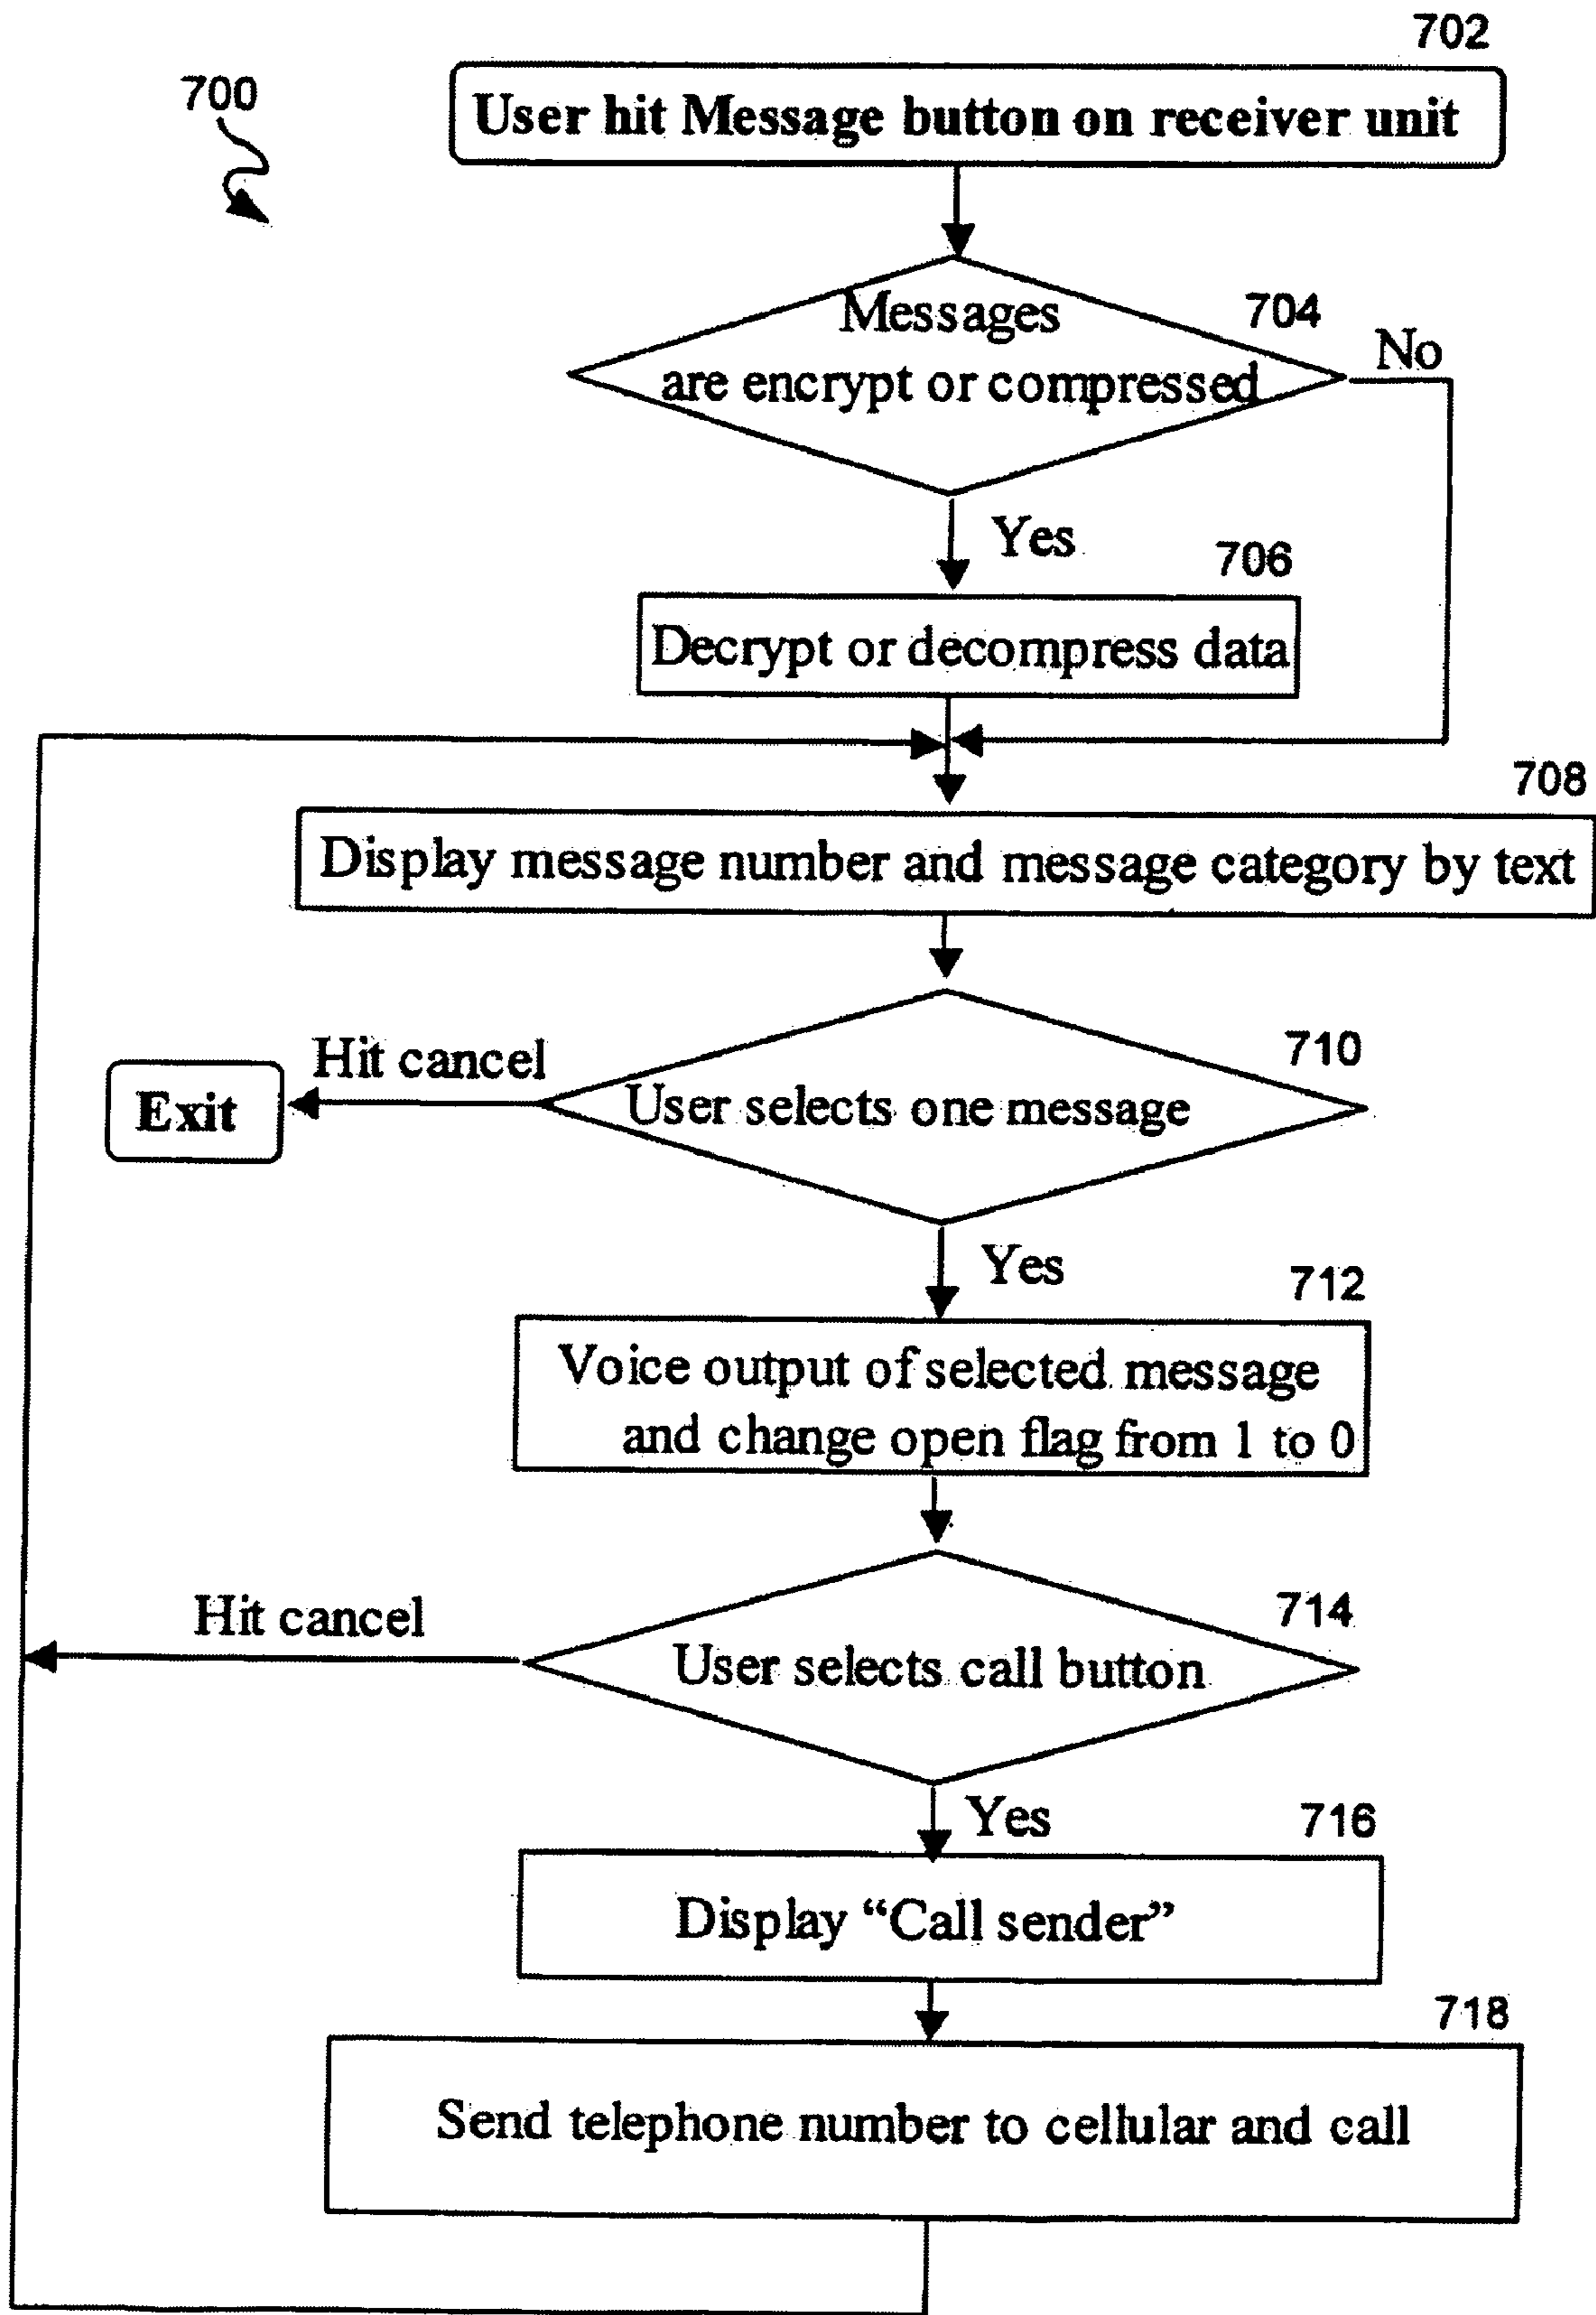 702
700
User hit Message button on receiver unit
Messages
704
No
are encrypt or compressed
Yes
706
Decrypt or decompress data
708
Display message number and message category by text
Hit cancel
710
Exit
User selects one message
Yes
712
Voice output of selected message
and change open flag from 1 to 0
Hit cancel
714
User selects call button
Yes
716
Display “Call sender”
718
Send telephone number to cellular and call